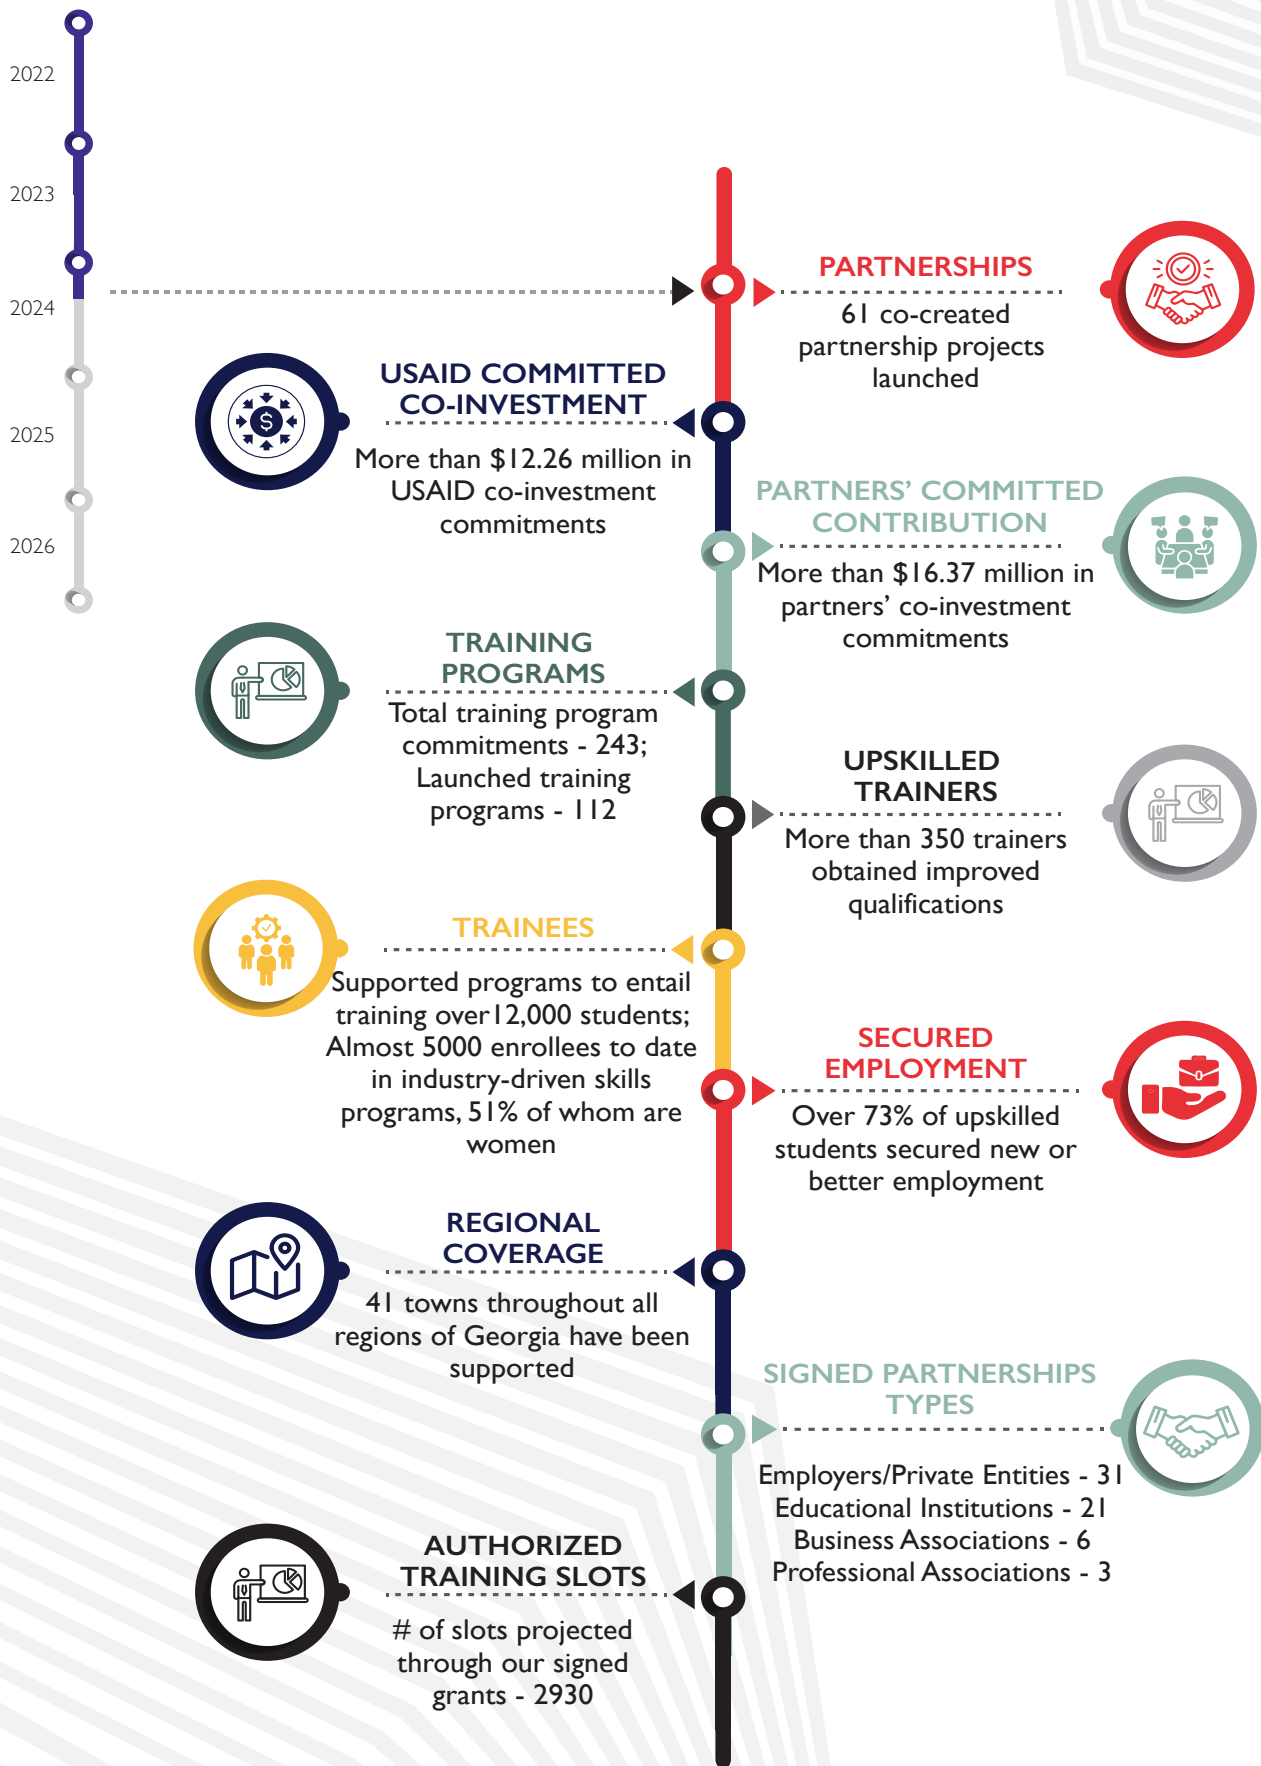 2022
2023
2024
2025
2026
PARTNERSHIPS
61 co-created
partnership projects
launched
USAID COMMITTED
CO-INVESTMENT
More than $12.26 million in
USAID co-investment
commitments
PARTNERS’ COMMITTED
CONTRIBUTION
More than $16.37 million in
partners’ co-investment
commitments
TRAINING
PROGRAMS
Total training program
commitments - 243;
Launched training
programs - 112
UPSKILLED
TRAINERS
More than 350 trainers
obtained improved
qualifications
TRAINEES
Supported programs to entail
training over12,000 students;
Almost 5000 enrollees to date
in industry-driven skills
programs, 51% of whom are
women
SECURED
EMPLOYMENT
Over 73% of upskilled
students secured new or
better employment
REGIONAL
COVERAGE
41 towns throughout all
regions of Georgia have been
supported
SIGNED PARTNERSHIPS
TYPES
Employers/Private Entities - 31
Educational Institutions - 21
Business Associations - 6
Professional Associations - 3
AUTHORIZED
TRAINING SLOTS
# of slots projected
through our signed
grants - 2930